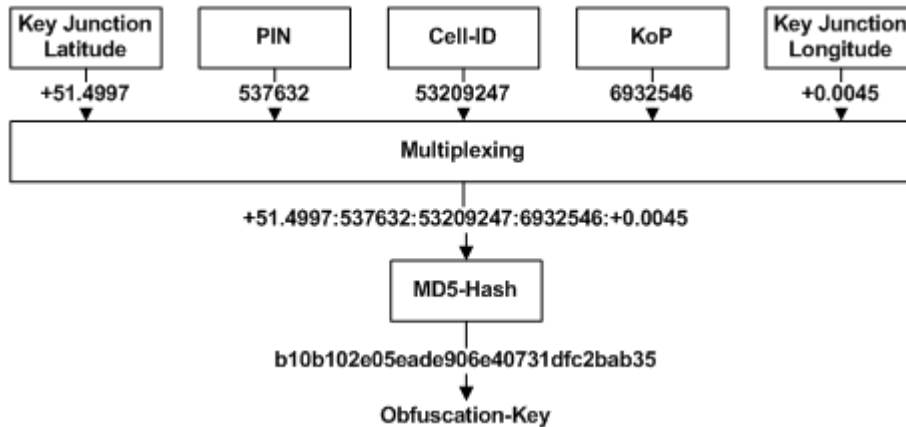 Key Junction
Latitude
PIN
Cell-ID
KoP
Key Junction
Longitude
+51.4997
537632
53209247
6932546
+0.0045
Multiplexing
+51.4997:537632:53209247:6932546:+0.0045
MD5-Hash
b10b102e05eade906e40731dfc2bab35
Obfuscation-Key